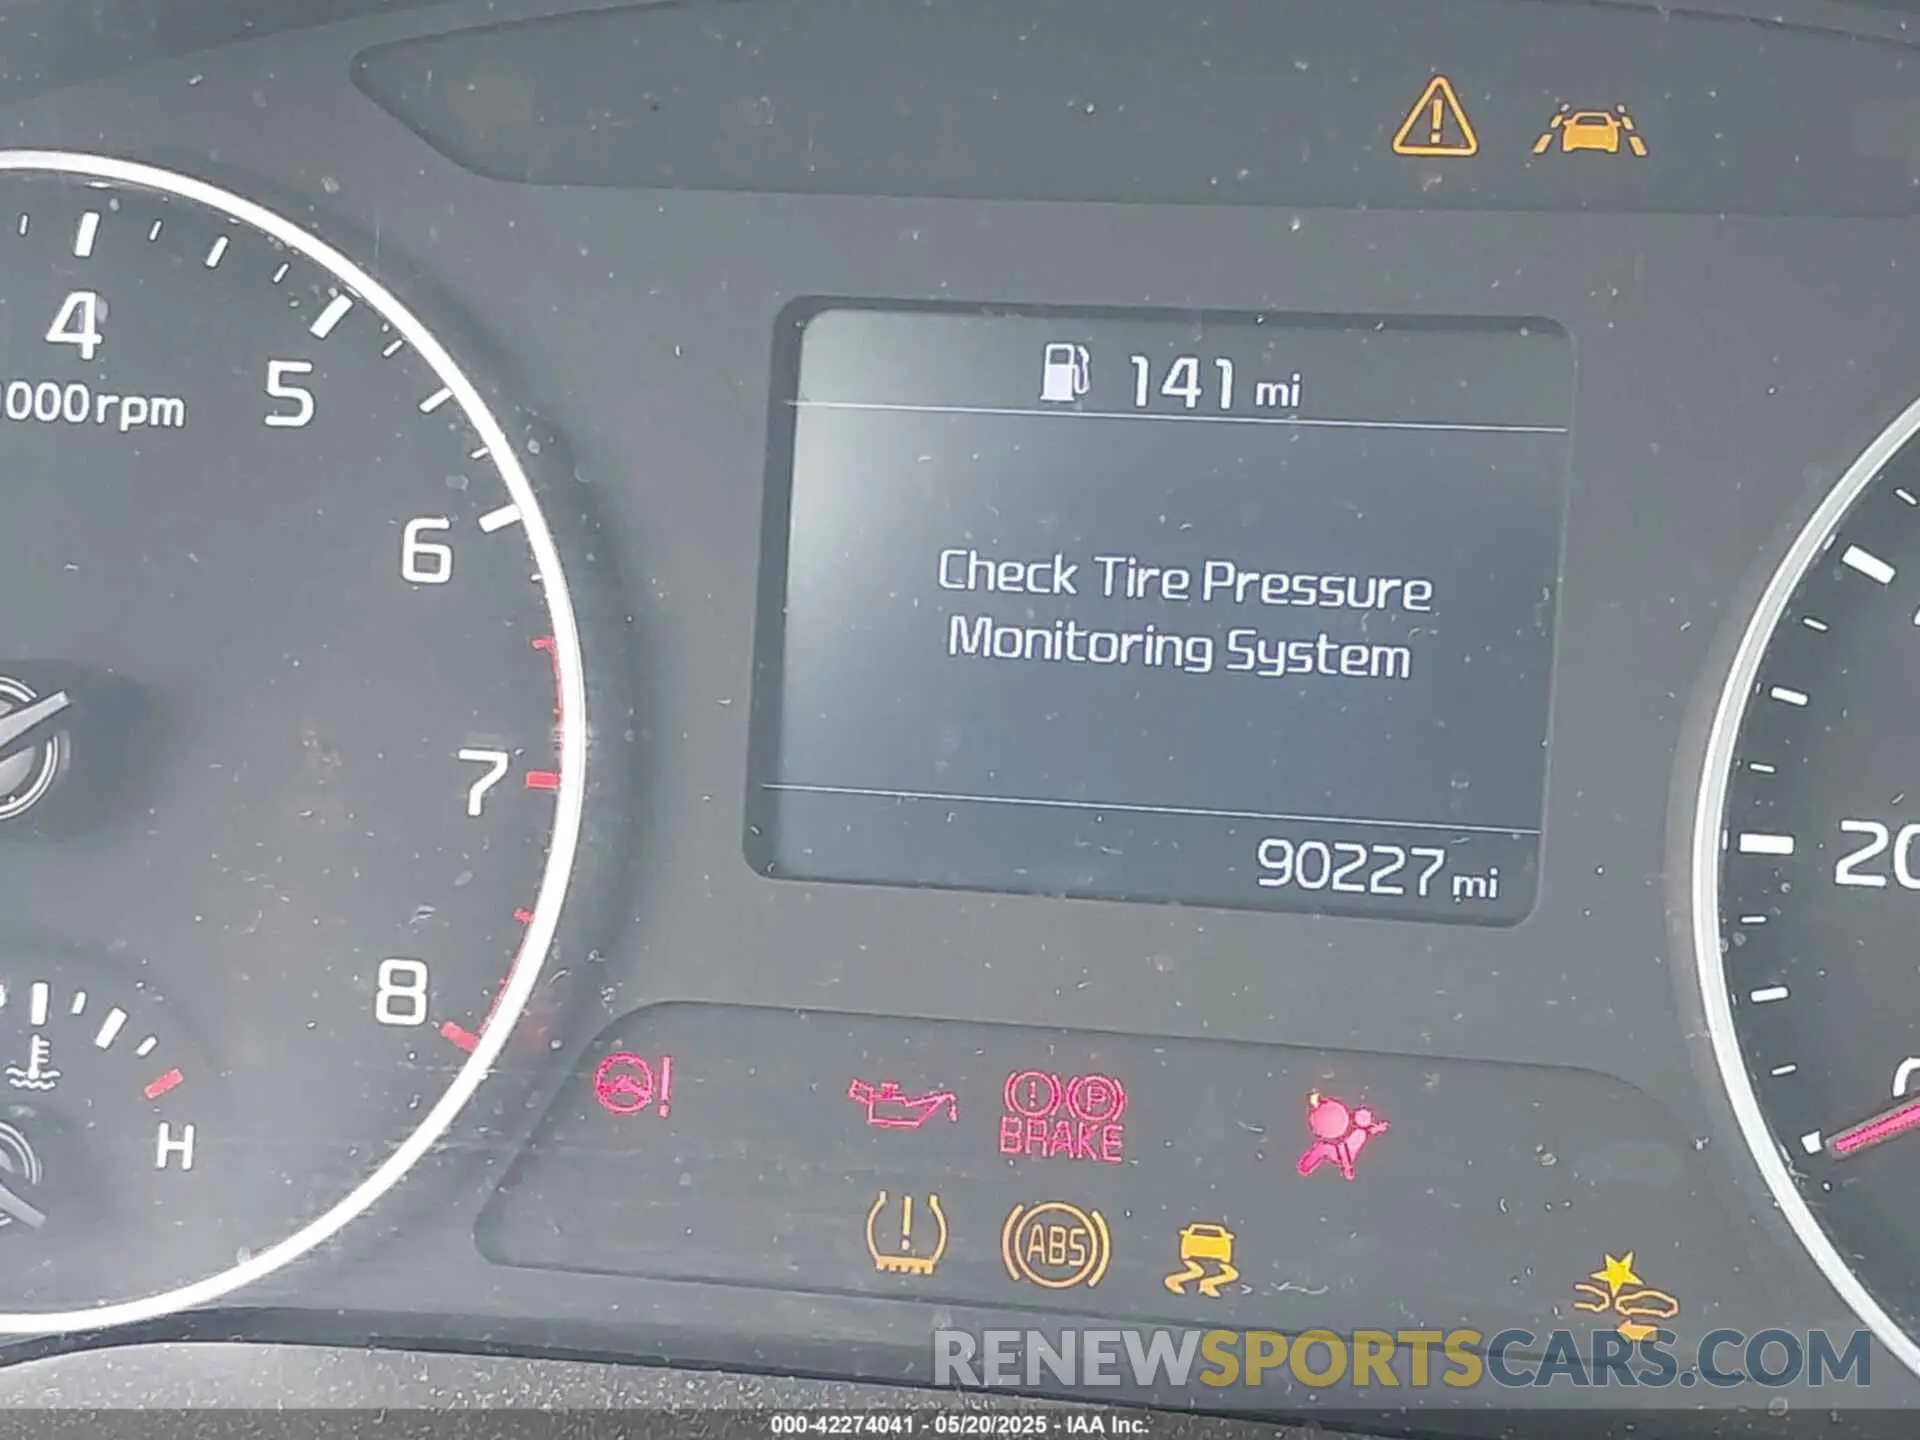 141 mi
4
1000rpm
5
Check Tire Pressure
Monitoring System
6
7
90227 mi
20
8
H
P
BRAKE
ABS
RENEWSPORTSCARS.COM
000-42274041 - 05/20/2025 - IAA Inc.